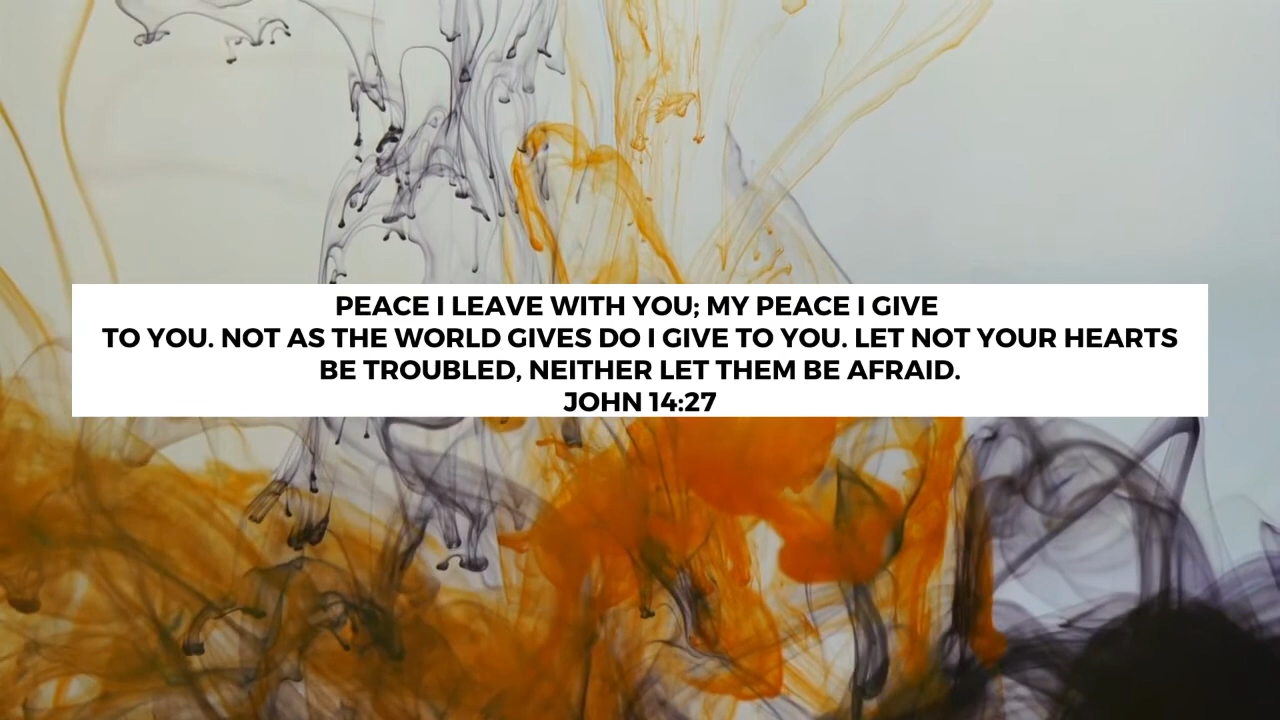 PEACE I LEAVE WITH YOU; MY PEACE I GIVE
TO YOU. NOT AS THE WORLD GIVES DO I GIVE TO YOU. LET NOT YOUR HEARTS
BE TROUBLED, NEITHER LET THEM BE AFRAID.
JOHN 14:27